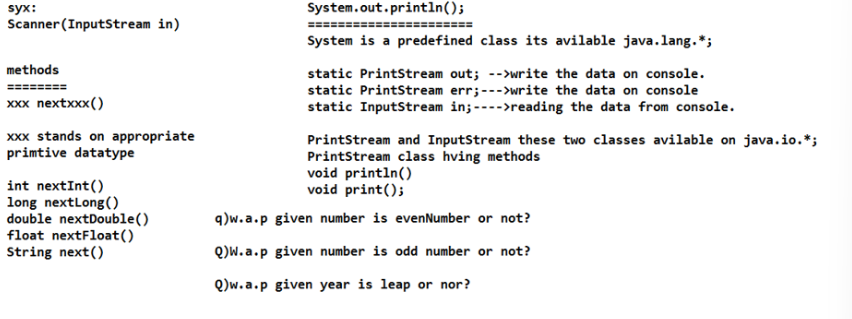 syx:
Scanner(InputStream in)
methods
========
xxx nextxxx()
xxx stands on appropriate
primtive datatype
int nextInt()
long nextLong()
double nextDouble()
float nextFloat()
String next()
System.out.println();
======================
System is a predefined class its avilable java.lang.*;
static PrintStream out; -->write the data on console.
static PrintStream err;--->write the data on console
static InputStream in;---->reading the data from console.
PrintStream and InputStream these two classes avilable on java.io.*;
PrintStream class hving methods
void println()
void print();
q)w.a.p given number is evenNumber or not?
Q)W.a.p given number is odd number or not?
Q)w.a.p given year is leap or nor?